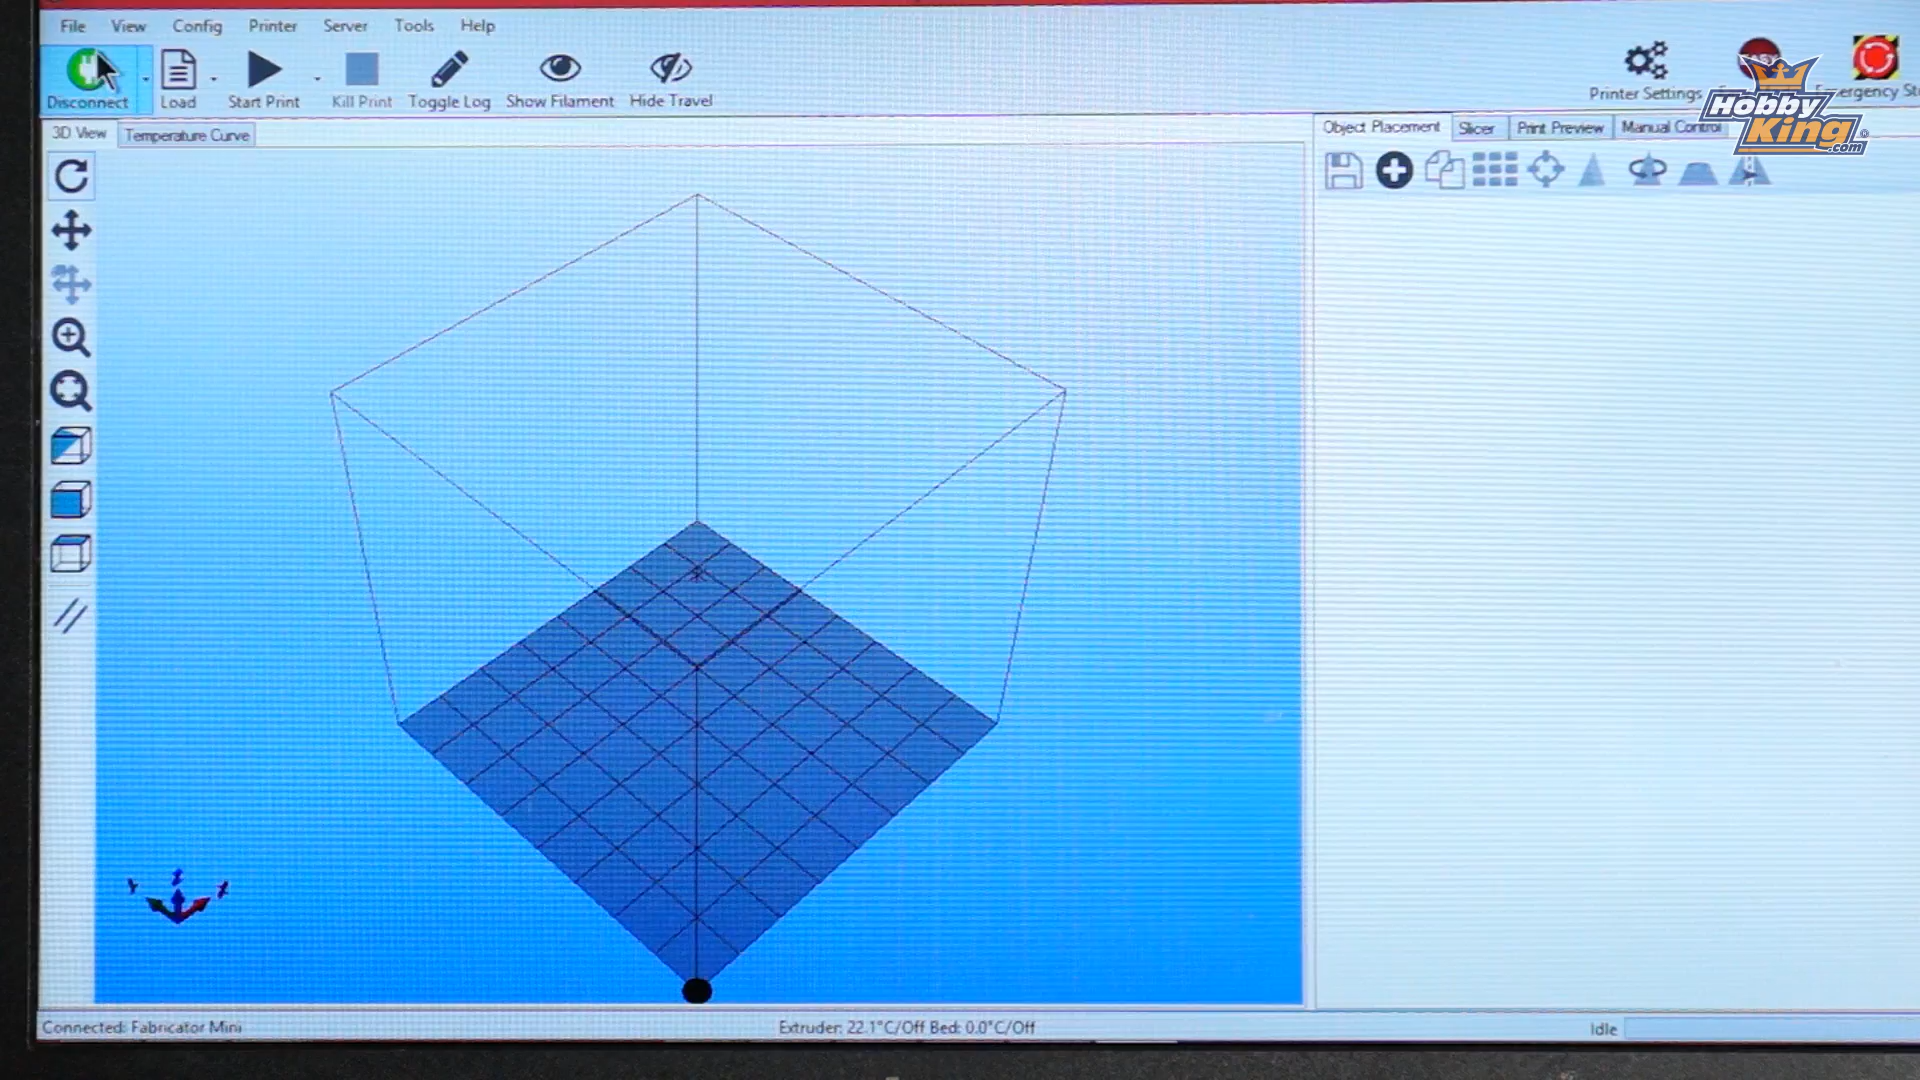 File View Config Printer Server Tools Help
Disconnect Load Start Print Kill Print Toggle Log Show Filament Hide Travel Printer Settings
3D View Temperature Curve
Object Placement Slicer Print Preview Manual Control
HobbyKing.com®
Y Z X
Connected: Fabricator Mini
Extruder: 22.1°C/Off Bed: 0.0°C/Off
Idle